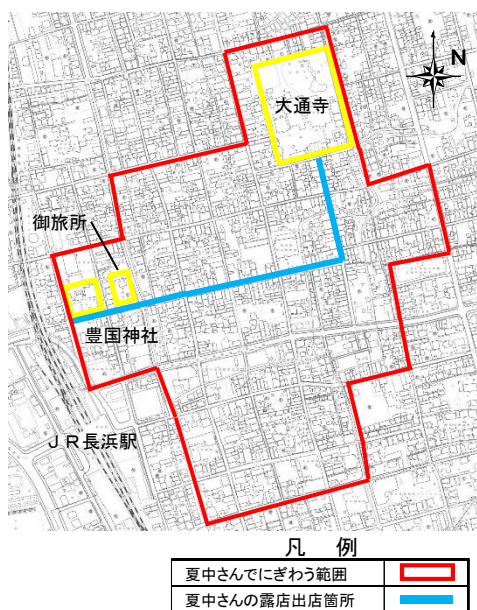 N
大通寺
御旅所
豊国神社
JR長浜駅
凡 例
夏中さんでにぎわう範囲
夏中さんの露店出店箇所